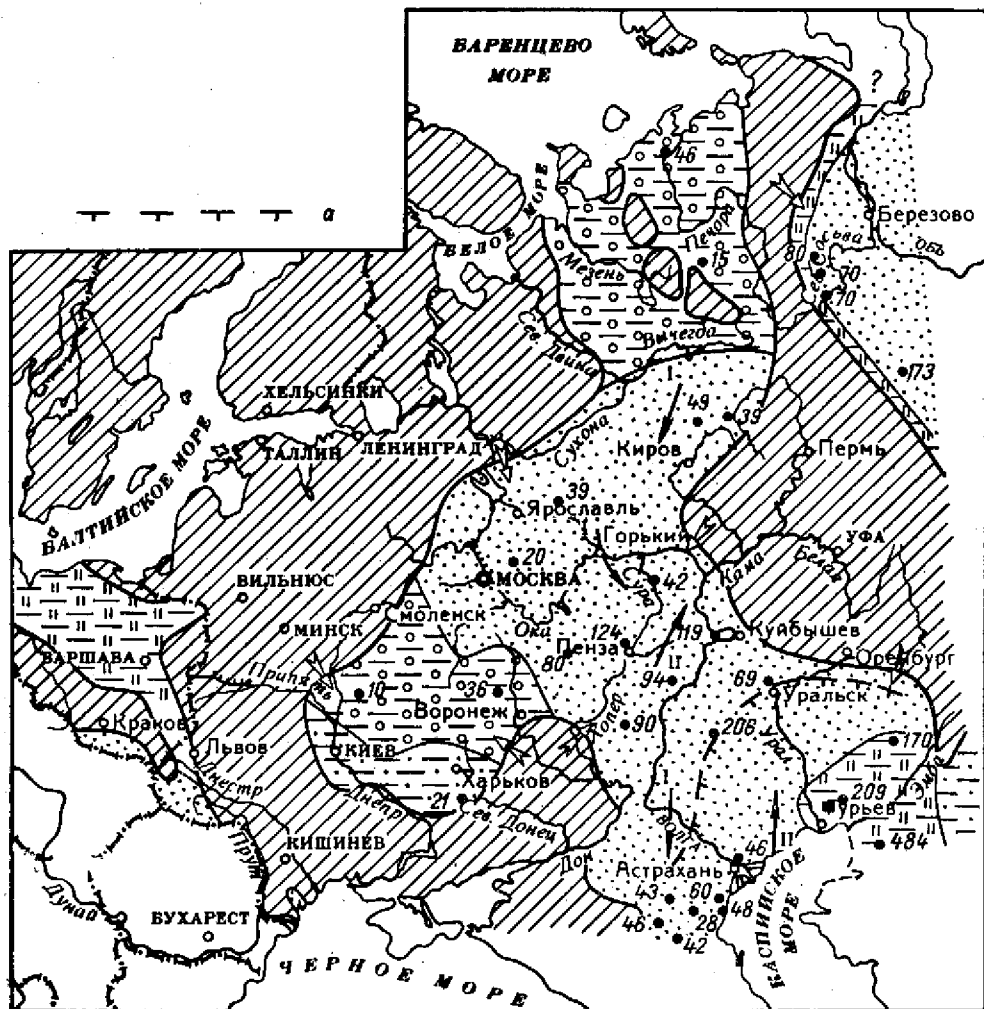 БАРЕНЦЕВО
МОРЕ
?
а
46
Березово
БЕЛОЕ МОРЕ
Печора
Обь
15
80
70
70
Мезень
Сев. Двина
Вычегда
173
I
ХЕЛЬСИНКИ
49
39
ТАЛЛИН
ЛЕНИНГРАД
Сухона
Киров
Пермь
БАЛТИЙСКОЕ МОРЕ
39
Ярославль
Горький
УФА
20
Кама
Белая
ВИЛЬНЮС
МОСКВА
Сура
42
моленск
МИНСК
Ока
124
119
Куйбышев
ВАРШАВА
Пенза
80
Оренбург
Припять
II
10
36
94
69
Уральск
Воронеж
Хопер
Краков
90
206
КИЕВ
Урал
170
Львов
Харьков
Эмба
Днестр
209
21
Днепр
Сев. Донец
I
Гурьев
Волга
II
484
КИШИНЕВ
Прут
Дон
46
Астрахань
43
60
Дунай
48
28
БУХАРЕСТ
46
42
КАСПИЙСКОЕ
МОРЕ
ЧЕРНОЕ МОРЕ